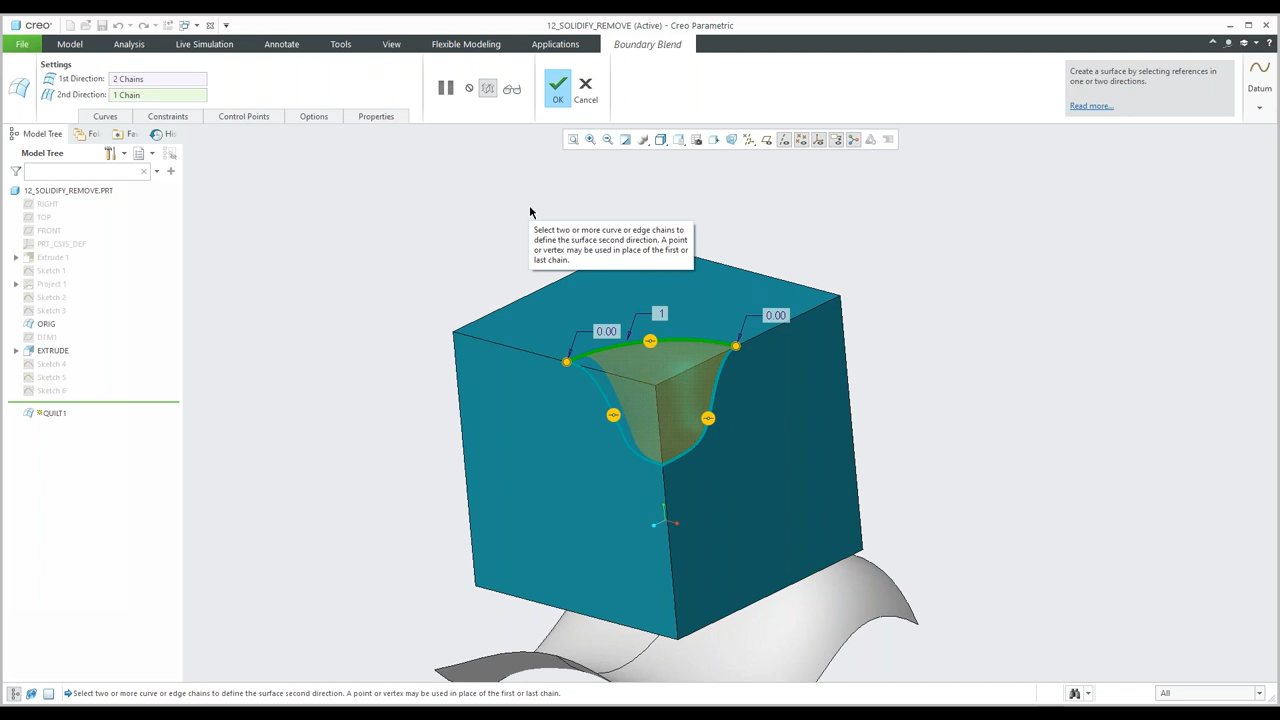 creo
12_SOLIDIFY_REMOVE (Active) - Creo Parametric
File
Model
Analysis
Live Simulation
Annotate
Tools
View
Flexible Modeling
Applications
Boundary Blend
Settings
1st Direction:
2 Chains
2nd Direction:
1 Chain
OK
Cancel
Create a surface by selecting references in
one or two directions.
Read more...
Datum
Curves
Constraints
Control Points
Options
Properties
Model Tree
Fol
Fa
His
Model Tree
12_SOLIDIFY_REMOVE.PRT
RIGHT
TOP
FRONT
PRT_CSYS_DEF
Extrude 1
Sketch 1
Project 1
Sketch 2
Sketch 3
ORIG
DTM1
EXTRUDE
Sketch 4
Sketch 5
Sketch 6
QUILT1
Select two or more curve or edge chains to
define the surface second direction. A point
or vertex may be used in place of the first or
last chain.
0.00
1
0.00
Select two or more curve or edge chains to define the surface second direction. A point or vertex may be used in place of the first or last chain.
All